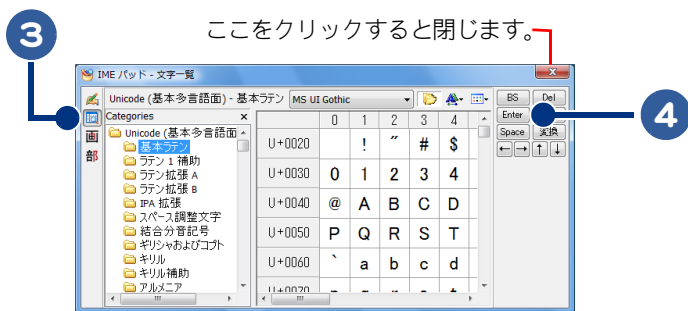 ここをクリックすると閉じます。
3
IME パッド - 文字一覧
Unicode (基本多言語面) - 基本ラテン MS UI Gothic
BS Del
Categories ×
0 1 2 3 4
Enter
4
画
Unicode (基本多言語面
U+0020 ! " # $
Space 変換
部
基本ラテン
← → ↑ ↓
ラテン 1 補助
U+0030 0 1 2 3 4
ラテン拡張 A
ラテン拡張 B
U+0040 @ A B C D
IPA 拡張
スペース調整文字
U+0050 P Q R S T
結合分音記号
ギリシャおよびコプト
U+0060 ` a b c d
キリル
キリル補助
U+0070
アルメニア